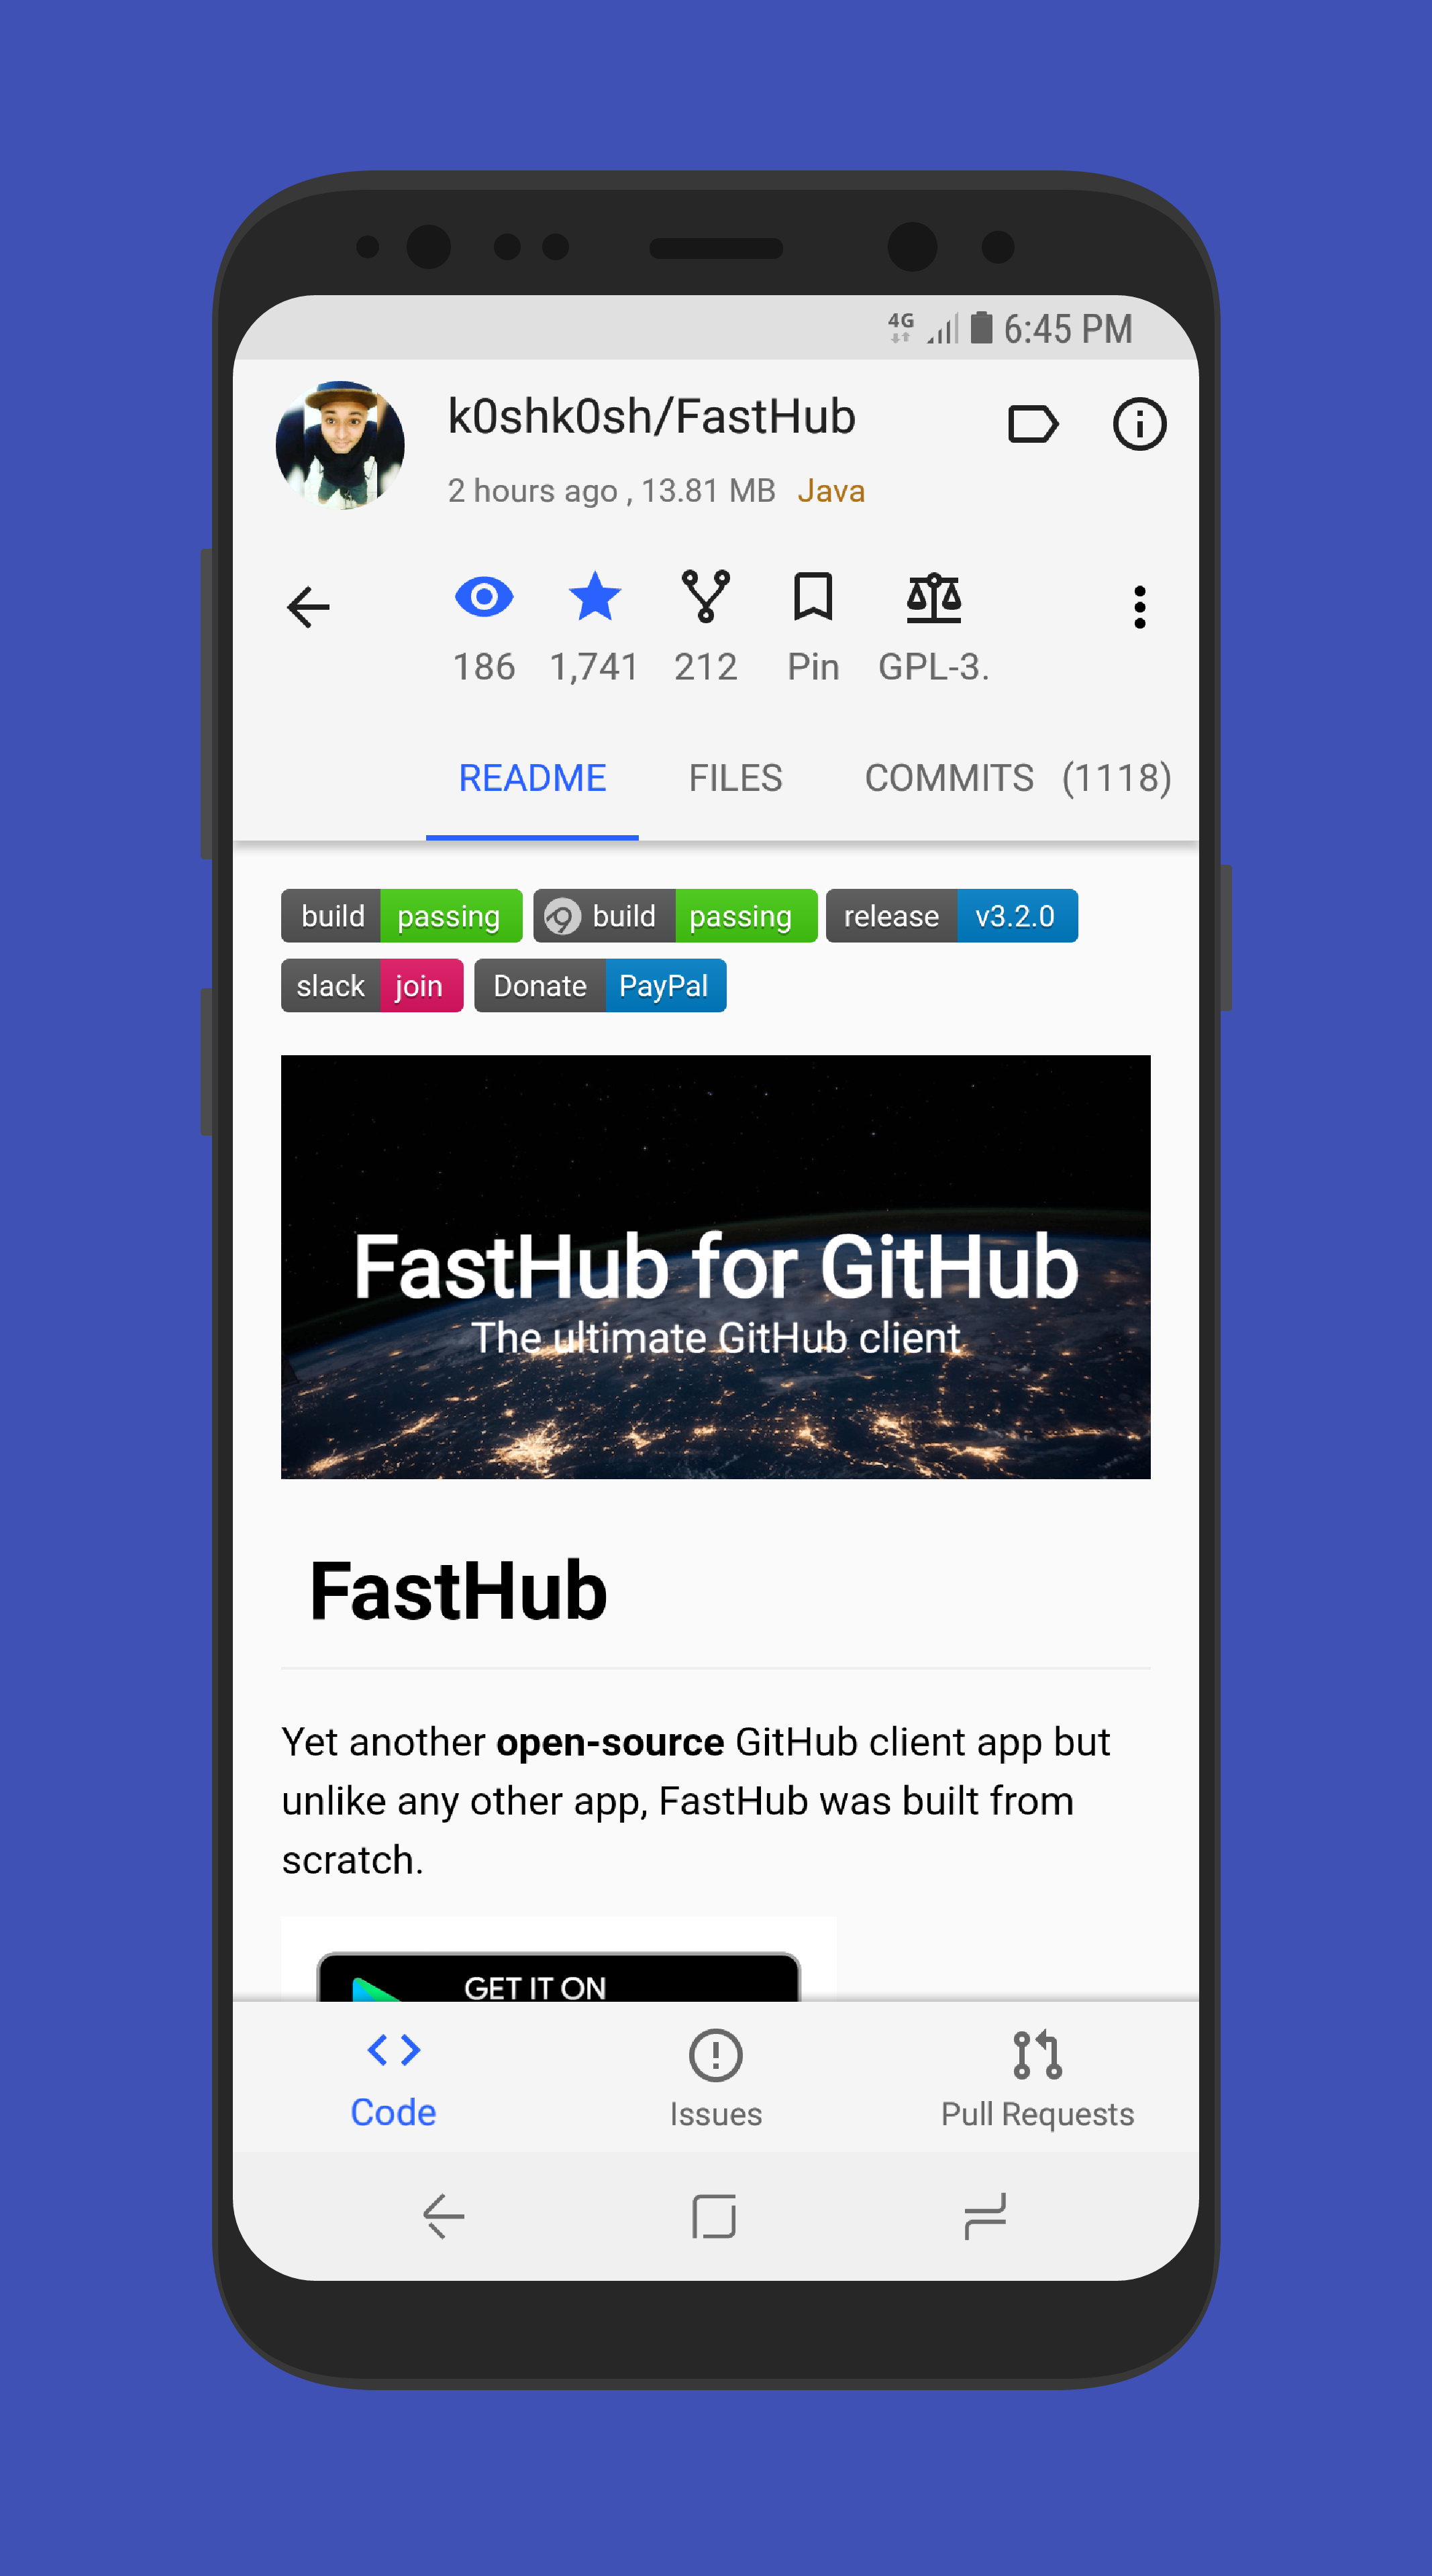 4G 6:45 PM
k0shk0sh/FastHub
2 hours ago , 13.81 MB Java
186 1,741 212 Pin GPL-3.
README FILES COMMITS (1118)
build passing build passing release v3.2.0
slack join Donate PayPal
FastHub for GitHub
The ultimate GitHub client
FastHub
Yet another open-source GitHub client app but
unlike any other app, FastHub was built from
scratch.
GET IT ON
Code Issues Pull Requests